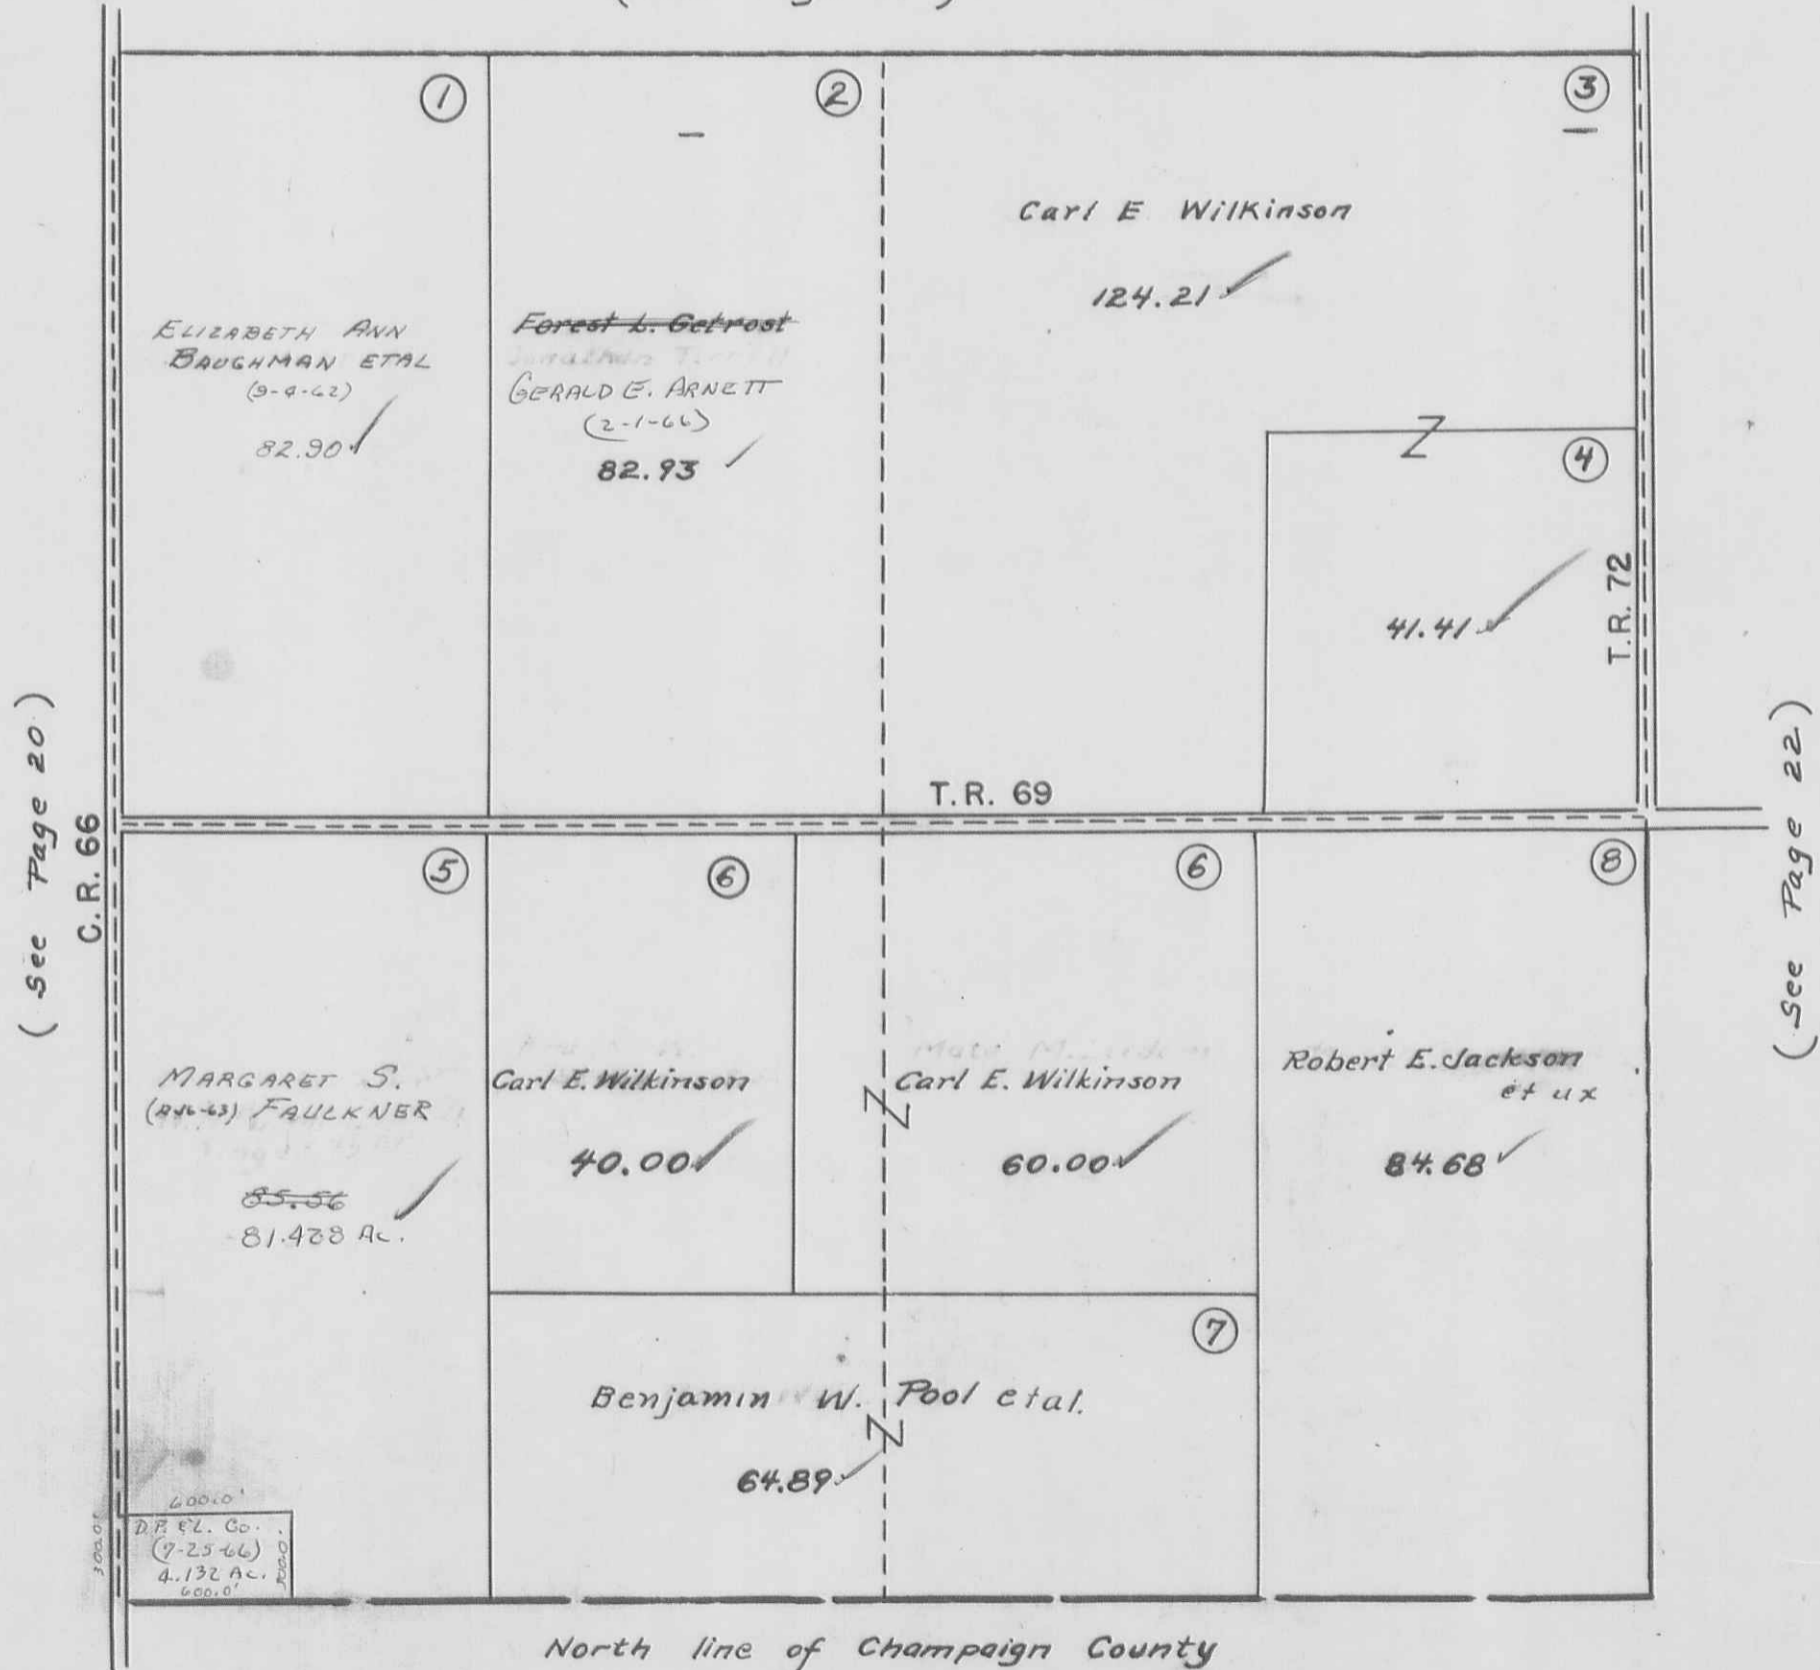 1
ELIZABETH ANN
BAUGHMAN ETAL
(9-4-62)
82.90
2
Forest L. Getrost
GERALD E. ARNETT
(2-1-66)
82.93
3
Carl E Wilkinson
124.21
4
41.41
T.R. 72
T.R. 69
(See Page 20)
C.R. 66
(See Page 22)
5
MARGARET S.
FAULKNER
85.56
81.428 Ac.
6
Carl E. Wilkinson
40.00
6
Carl E. Wilkinson
60.00
8
Robert E. Jackson
et ux
84.68
7
Benjamin W. Pool etal.
64.89
600.0'
D.P.&L. Co.
(7-25-66)
4.132 Ac.
600.0'
300.0
300.0
North line of Champaign County